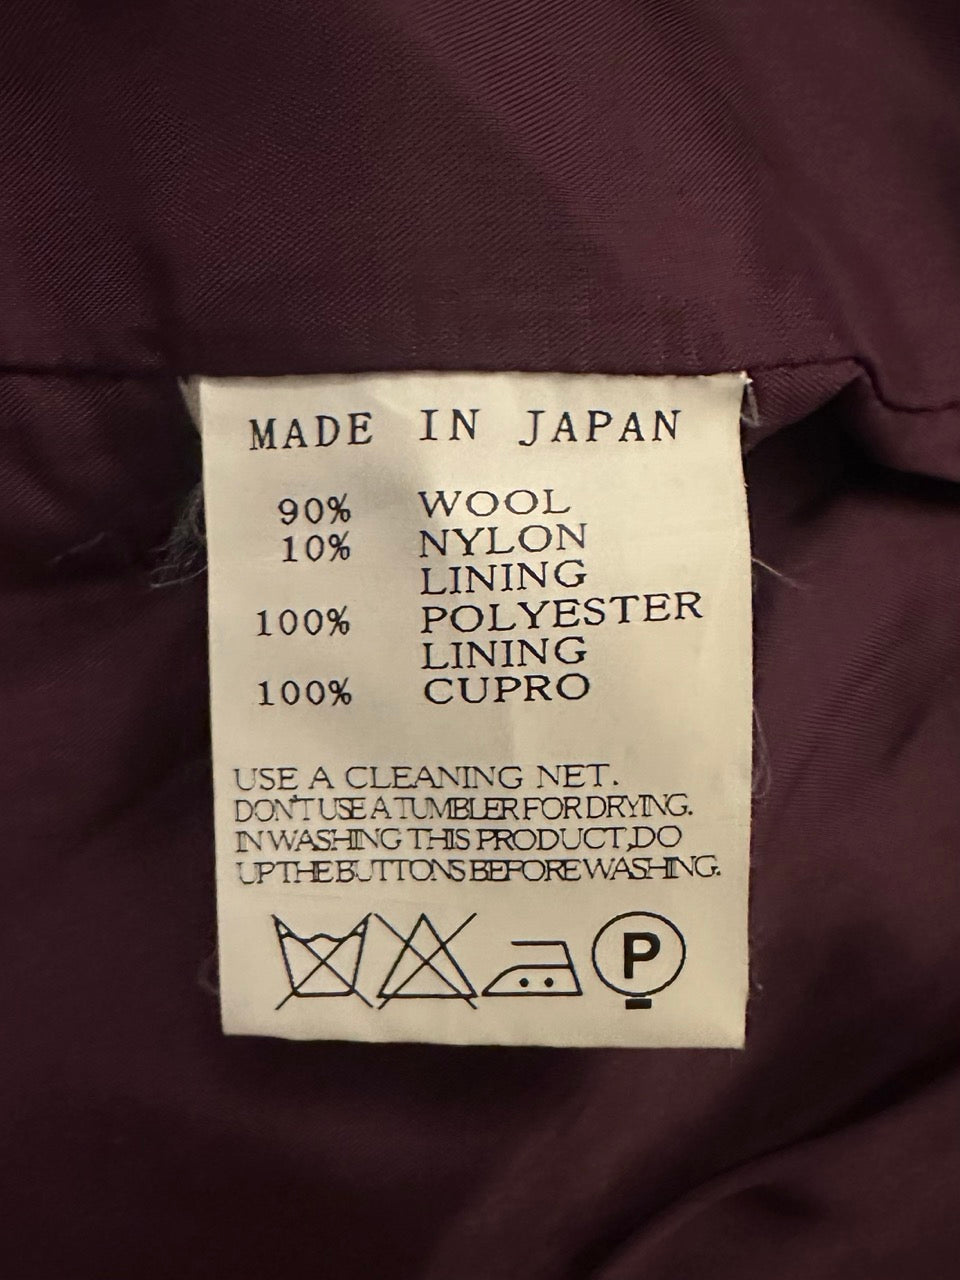 MADE IN JAPAN
90% WOOL
10% NYLON
LINING
100% POLYESTER
LINING
100% CUPRO
USE A CLEANING NET.
DON'T USE A TUMBLER FOR DRYING.
IN WASHING THIS PRODUCT, DO
UP THE BUTTONS BEFORE WASHING.
P